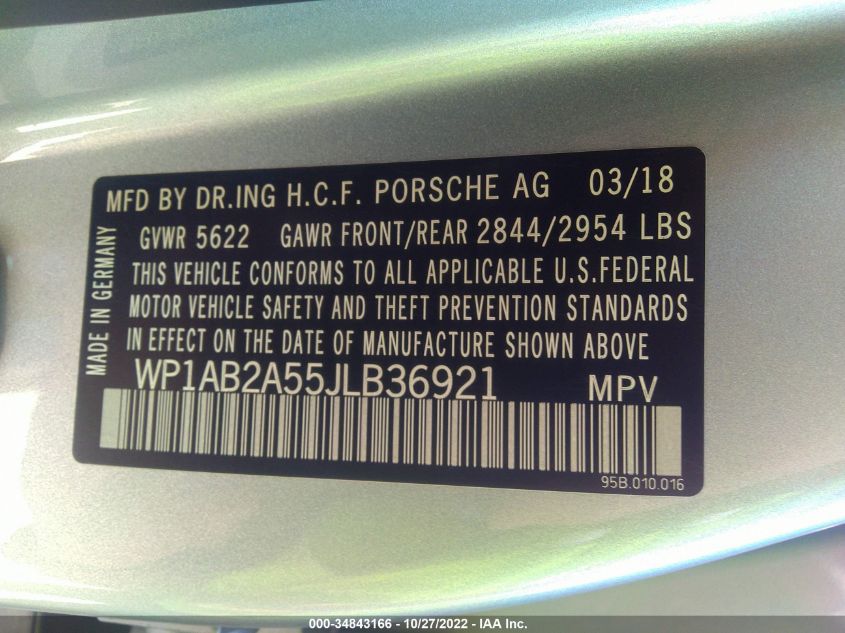 MFD BY DR.ING H.C.F. PORSCHE AG 03/18
GVWR 5622 GAWR FRONT/REAR 2844/2954 LBS
THIS VEHICLE CONFORMS TO ALL APPLICABLE U.S.FEDERAL
MOTOR VEHICLE SAFETY AND THEFT PREVENTION STANDARDS
IN EFFECT ON THE DATE OF MANUFACTURE SHOWN ABOVE
WP1AB2A55JLB36921 MPV
MADE IN GERMANY
95B.010.016
000-34843166 - 10/27/2022 - IAA Inc.